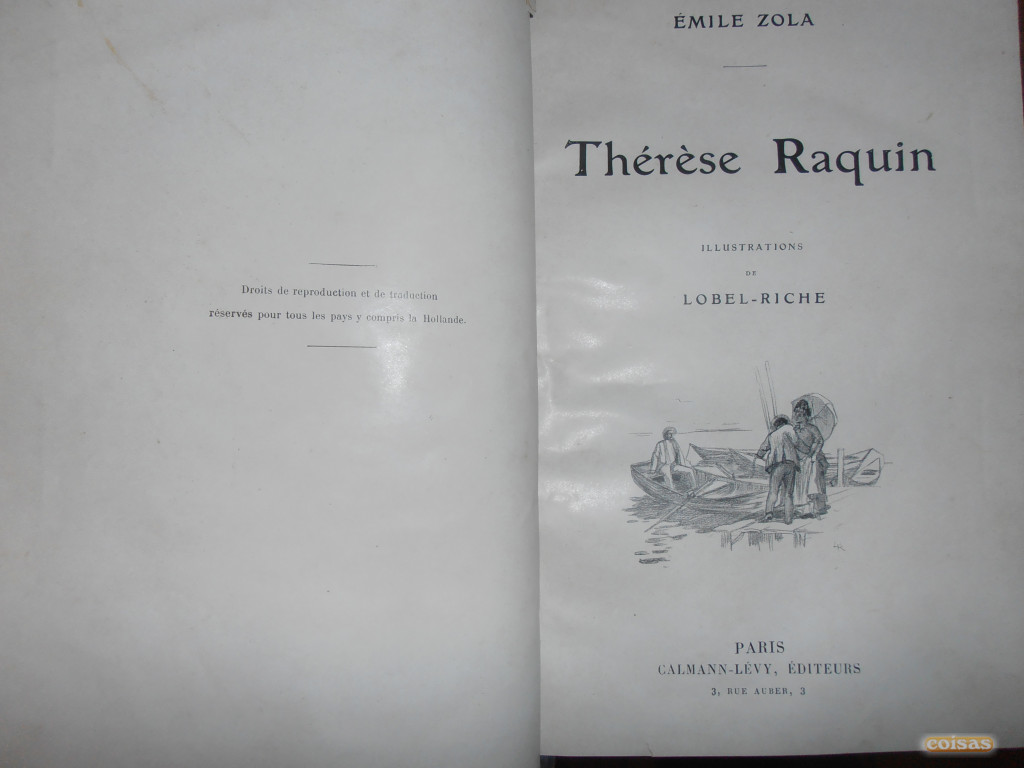 Droits de reproduction et de traduction
réservés pour tous les pays y compris la Hollande.
ÉMILE ZOLA
Thérèse Raquin
ILLUSTRATIONS
DE
LOBEL-RICHE
PARIS
CALMANN-LÉVY, ÉDITEURS
3, RUE AUBER, 3
coisas